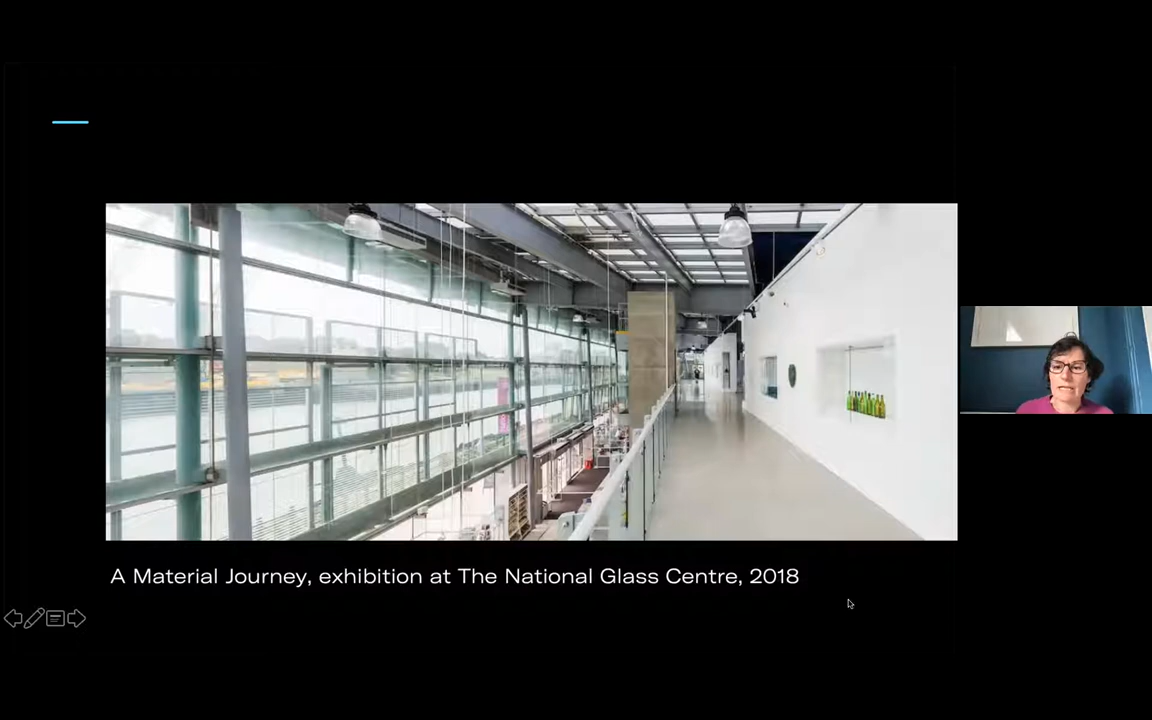 A Material Journey, exhibition at The National Glass Centre, 2018